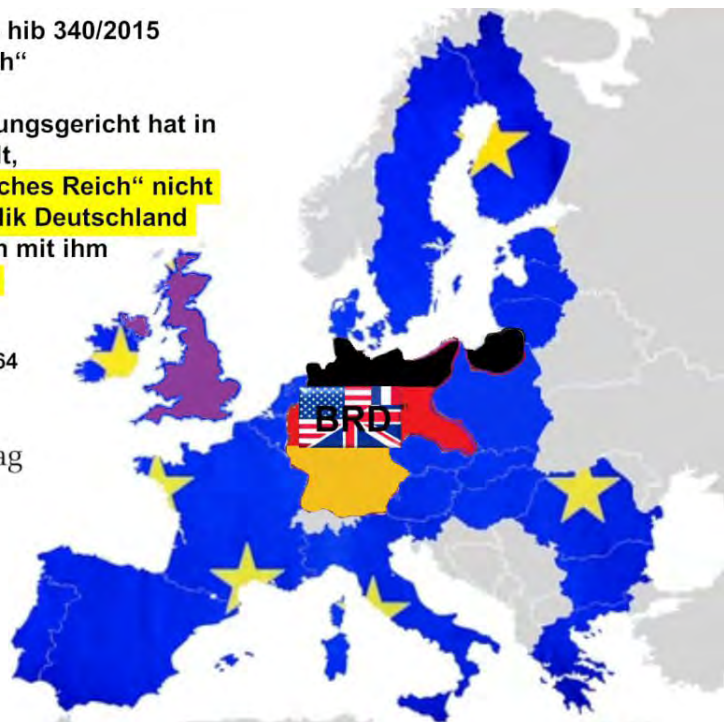 hib 340/2015
h“
ungsgericht hat in
lt,
ches Reich“ nicht
lik Deutschland
n mit ihm
64
BRD
ag